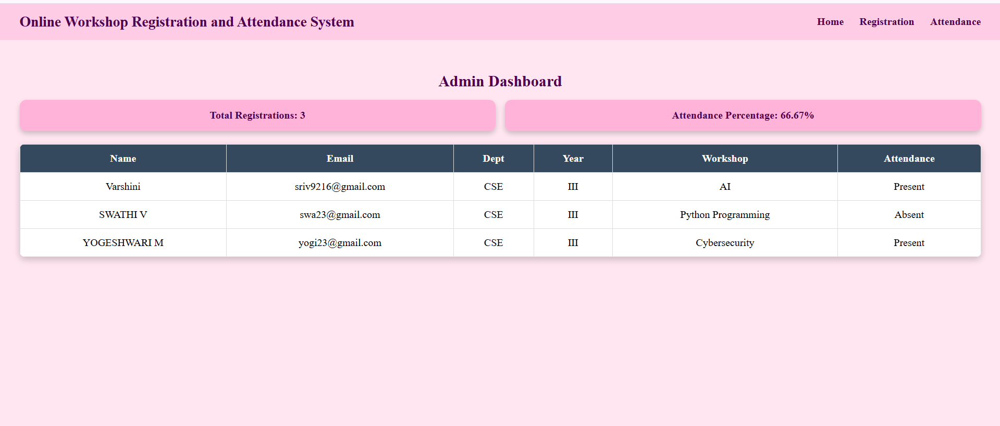 Online Workshop Registration and Attendance System Home Registration Attendance
Admin Dashboard
Total Registrations: 3 Attendance Percentage: 66.67%
Name Email Dept Year Workshop Attendance
Varshini sriv9216@gmail.com CSE III AI Present
SWATHI V swa23@gmail.com CSE III Python Programming Absent
YOGESHWARI M yogi23@gmail.com CSE III Cybersecurity Present